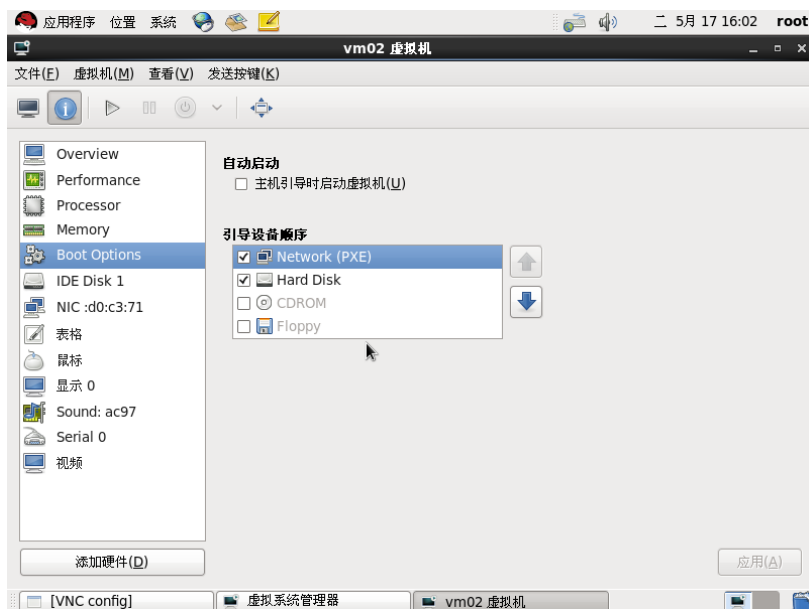 应用程序 位置 系统 二 5月 17 16:02 root
vm02 虚拟机
文件(F) 虚拟机(M) 查看(V) 发送按键(K)
Overview
Performance
Processor
Memory
Boot Options
IDE Disk 1
NIC :d0:c3:71
表格
鼠标
显示 0
Sound: ac97
Serial 0
视频
添加硬件(D)
自动启动
主机引导时启动虚拟机(U)
引导设备顺序
Network (PXE)
Hard Disk
CDROM
Floppy
应用(A)
[VNC config] 虚拟系统管理器 vm02 虚拟机